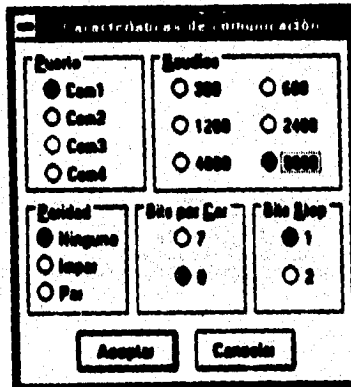 Características de comunicación
Puerto
Com1
Com2
Com3
Com4
Baudios
300 600
1200 2400
4800 9600
Paridad
Ninguno
Impar
Par
Bits por Car
7
8
Bits Stop
1
2
Aceptar Cancelar